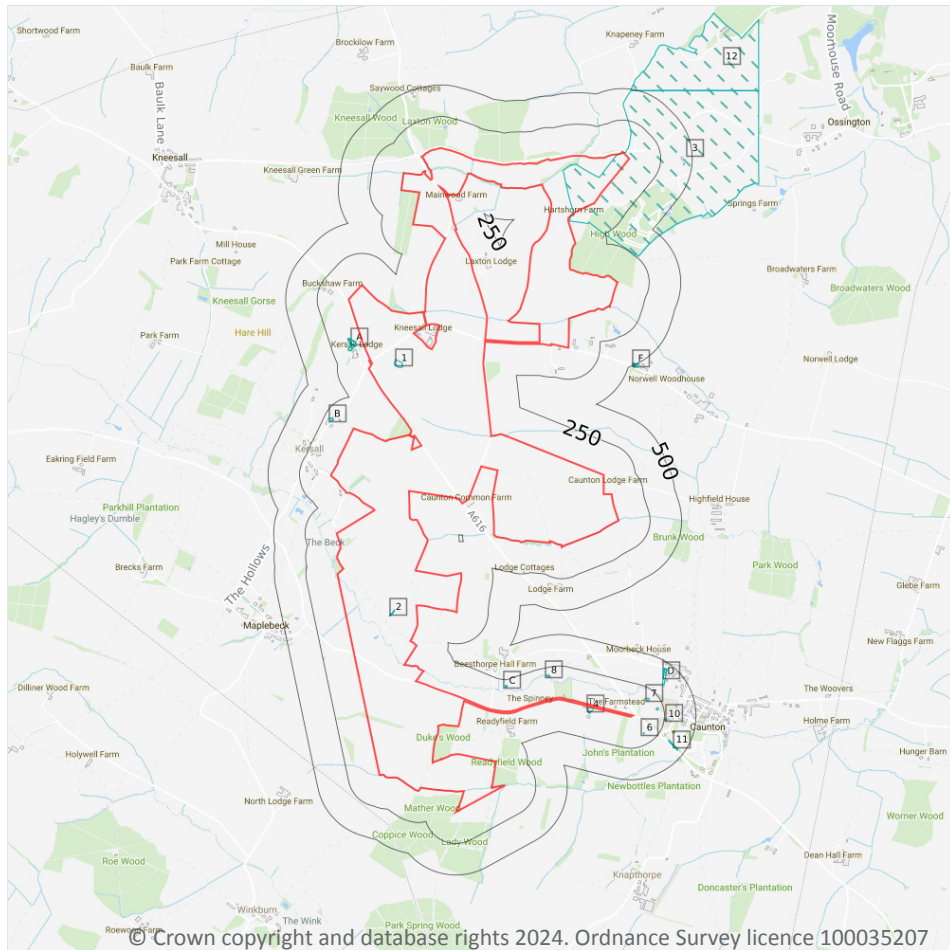 Shortwood Farm
Brockilow Farm
Knapeney Farm
Moorhouse Road
12
Baulk Farm
Baulk Lane
Saywood Cottages
Kneesall Wood
Laxton Wood
Ossington
Kneesall
3
Kneesall Green Farm
Mainwood Farm
Springs Farm
Hartshorn Farm
250
High Wood
Mill House
Park Farm Cottage
Laxton Lodge
Broadwaters Farm
Buckshaw Farm
Broadwaters Wood
Kneesall Gorse
Park Farm
Hare Hill
Kneesall Lodge
A
1
F
Norwell Lodge
Norwell Woodhouse
B
250
500
Kersall
Eakring Field Farm
Caunton Lodge Farm
Parkhill Plantation
Caunton Common Farm
Highfield House
Hagley's Dumble
A616
The Beck
Brunk Wood
Brecks Farm
Lodge Cottages
Park Wood
The Hollows
Lodge Farm
Glebe Farm
2
Maplebeck
New Flaggs Farm
Moorbeck House
Beesthorpe Hall Farm
8
D
C
Dilliner Wood Farm
The Spinney
4
The Farmstead
7
The Woovers
10
Readyfield Farm
6
Caunton
Holme Farm
Duke's Wood
11
Holywell Farm
John's Plantation
Hunger Barn
Readyfield Wood
Newbottles Plantation
North Lodge Farm
Mather Wood
Worner Wood
Coppice Wood
Lady Wood
Roe Wood
Dean Hall Farm
Knapthorpe
Doncaster's Plantation
Winkburn
The Wink
Park Spring Wood
© Crown copyright and database rights 2024. Ordnance Survey licence 100035207